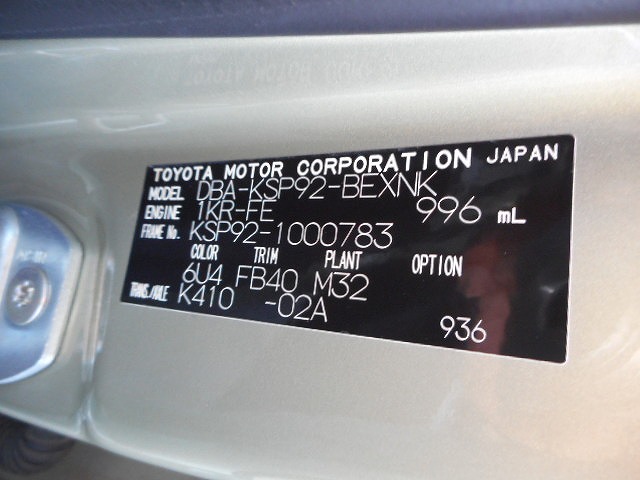 TOYOTA MOTOR CORPORATION JAPAN
MODEL DBA-KSP92-BEXNK
ENGINE 1KR-FE 996 mL
FRAME No. KSP92-1000783
COLOR TRIM PLANT OPTION
6U4 FB40 M32
TRANS./AXLE K410 -02A
936